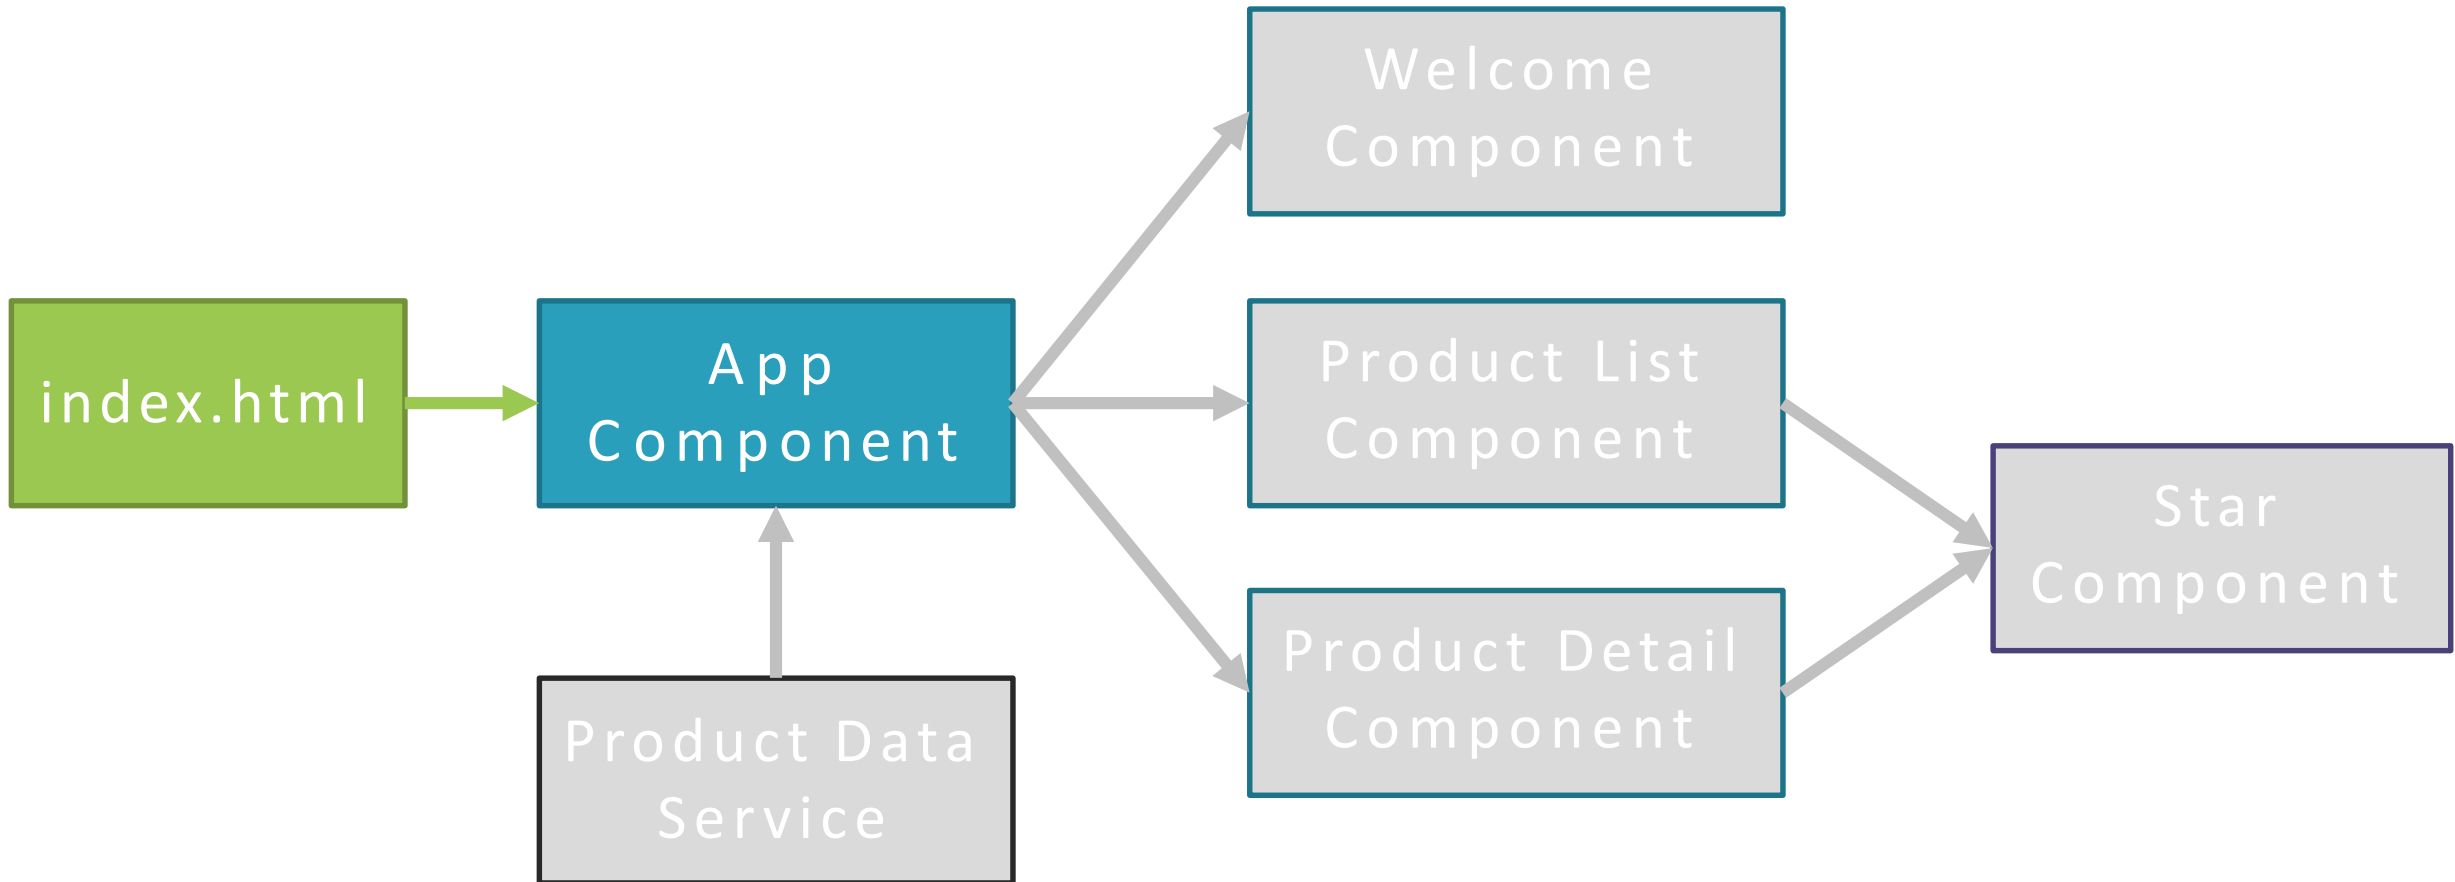 Welcome
Component
index.html
App
Component
Product List
Component
Star
Component
Product Detail
Component
Product Data
Service